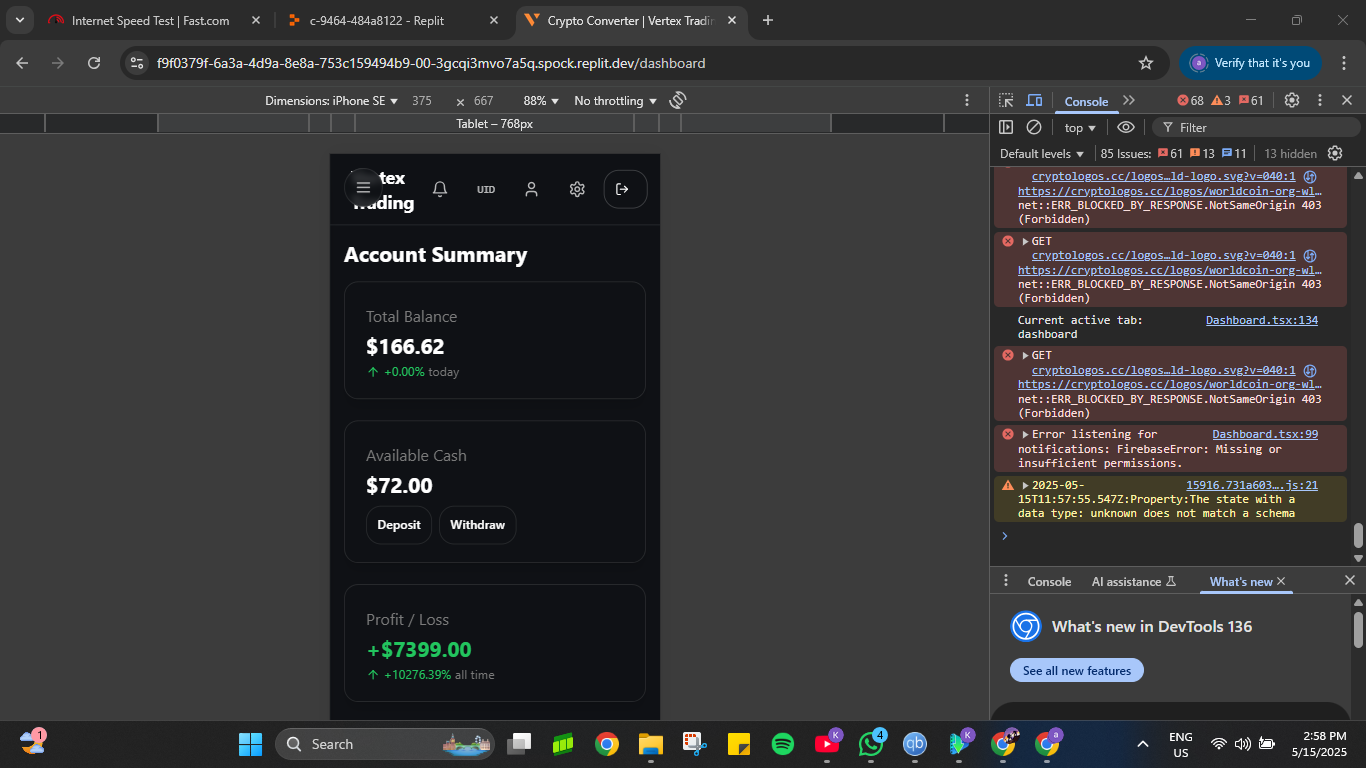 Internet Speed Test | Fast.com
c-9464-484a8122 - Replit
Crypto Converter | Vertex Tradin
f9f0379f-6a3a-4d9a-8e8a-753c159494b9-00-3gcqi3mvo7a5q.spock.replit.dev/dashboard
a
Verify that it's you
Dimensions: iPhone SE 375 × 667 88% No throttling
Tablet – 768px
Trading
UID
Account Summary
Total Balance
$166.62
+0.00% today
Available Cash
$72.00
Deposit Withdraw
Profit / Loss
+$7399.00
+10276.39% all time
Console 68 3 61
top Filter
Default levels 85 Issues: 61 13 11 13 hidden
cryptologos.cc/logos…ld-logo.svg?v=040:1
https://cryptologos.cc/logos/worldcoin-org-wl…
net::ERR_BLOCKED_BY_RESPONSE.NotSameOrigin 403
(Forbidden)
GET
cryptologos.cc/logos…ld-logo.svg?v=040:1
https://cryptologos.cc/logos/worldcoin-org-wl…
net::ERR_BLOCKED_BY_RESPONSE.NotSameOrigin 403
(Forbidden)
Current active tab: Dashboard.tsx:134
dashboard
GET
cryptologos.cc/logos…ld-logo.svg?v=040:1
https://cryptologos.cc/logos/worldcoin-org-wl…
net::ERR_BLOCKED_BY_RESPONSE.NotSameOrigin 403
(Forbidden)
Error listening for Dashboard.tsx:99
notifications: FirebaseError: Missing or
insufficient permissions.
2025-05- 15916.731a603….js:21
15T11:57:55.547Z:Property:The state with a
data type: unknown does not match a schema
Console AI assistance What's new
What's new in DevTools 136
See all new features
1
Search
K
4
qb
K
a
ENG
US
2:58 PM
5/15/2025